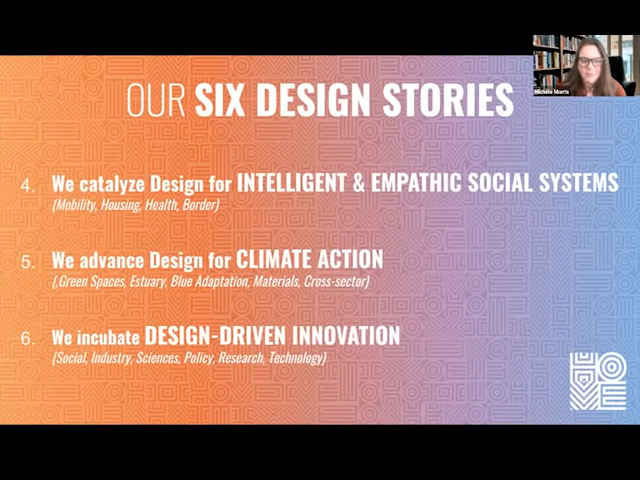 Michele Morris
OUR SIX DESIGN STORIES
4. We catalyze Design for INTELLIGENT & EMPATHIC SOCIAL SYSTEMS
(Mobility, Housing, Health, Border)
5. We advance Design for CLIMATE ACTION
(,Green Spaces, Estuary, Blue Adaptation, Materials, Cross-sector)
6. We incubate DESIGN-DRIVEN INNOVATION
(Social, Industry, Sciences, Policy, Research, Technology)